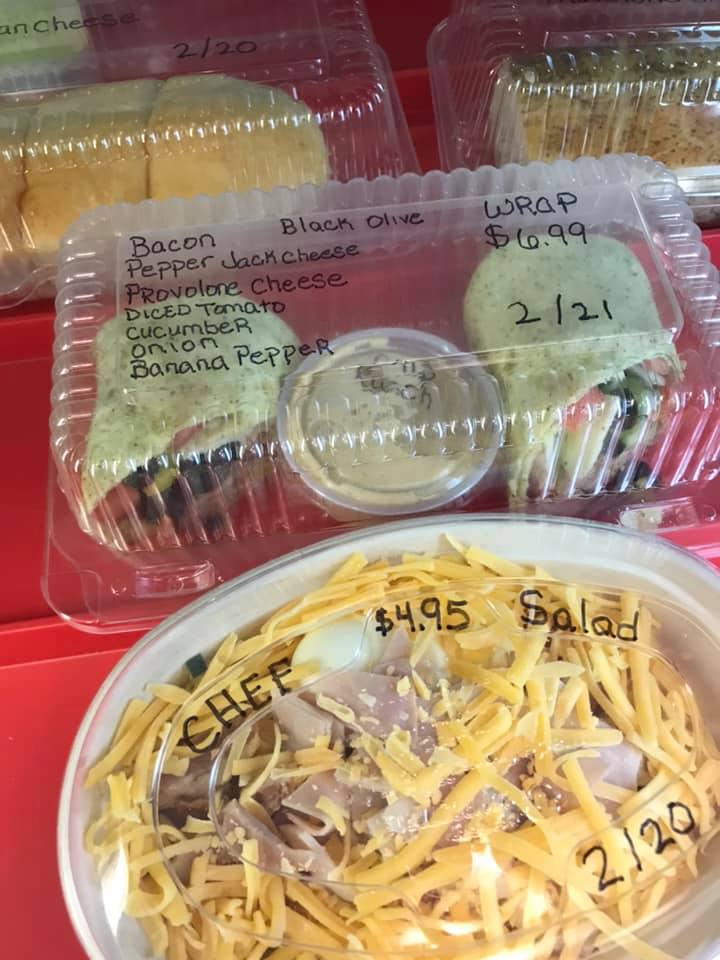 an Cheese
2/20
Bacon Black Olive WRAP
Pepper Jack Cheese $6.99
Provolone Cheese
DICED Tomato 2/21
CUCUMBER
ONION
Banana Pepper
$4.95 Salad
CHEF
2/20